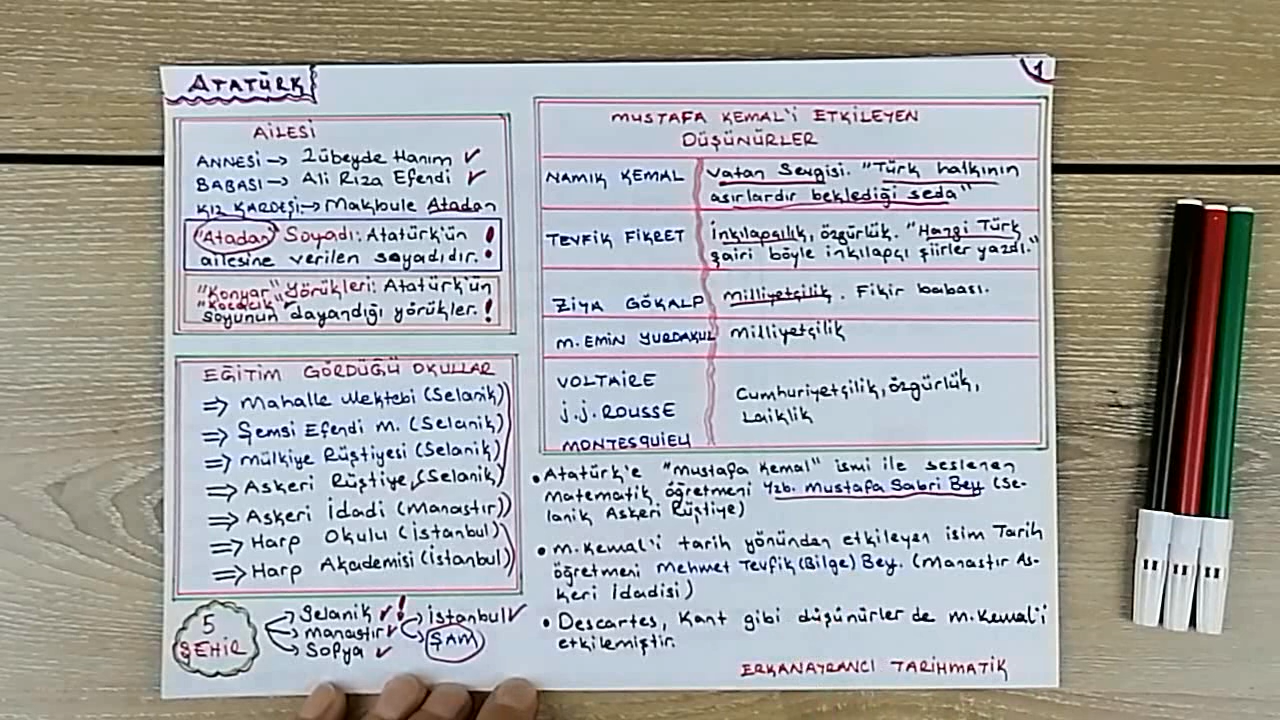 ATATÜRK
1
AİLESİ
ANNESİ → Zübeyde Hanım ✓
BABASI → Ali Rıza Efendi ✓
KIZ KARDEŞİ → Makbule Atadan
"Atadan" Soyadı: Atatürk'ün
ailesine verilen soyadıdır. !
"Konyar" Yörükleri: Atatürk'ün
"Kocacık"
soyunun dayandığı yörükler. !
EĞİTİM GÖRDÜĞÜ OKULLAR
⇒ Mahalle Mektebi (Selanik)
⇒ Şemsi Efendi M. (Selanik)
⇒ Mülkiye Rüştiyesi (Selanik)
⇒ Askeri Rüştiye (Selanik)
⇒ Askeri İdadi (Manastır)
⇒ Harp Okulu (İstanbul)
⇒ Harp Akademisi (İstanbul)
5
ŞEHİR
Selanik ✓ !
Manastır ✓
Sofya ✓
İstanbul ✓
ŞAM
MUSTAFA KEMAL'İ ETKİLEYEN
DÜŞÜNÜRLER
NAMIK KEMAL
Vatan Sevgisi. "Türk halkının
asırlardır beklediği seda"
TEVFİK FİKRET
İnkılapçılık, özgürlük. "Hangi Türk
şairi böyle inkılapçı şiirler yazdı."
ZİYA GÖKALP
Milliyetçilik. Fikir babası.
M. EMİN YURDAKUL
Milliyetçilik
VOLTAIRE
J.J. ROUSSE
MONTESQUİEU
Cumhuriyetçilik, özgürlük,
Laiklik
• Atatürk'e "Mustafa Kemal" ismi ile seslenen
Matematik öğretmeni Yzb. Mustafa Sabri Bey (Se-
lanik Askeri Rüştiye)
• M. Kemal'i tarih yönünden etkileyen isim Tarih
öğretmeni Mehmet Tevfik (Bilge) Bey. (Manastır As-
keri İdadisi)
• Descartes, Kant gibi düşünürler de M. Kemal'i
etkilemiştir.
ERKANAYRANCI TARİHMATİK